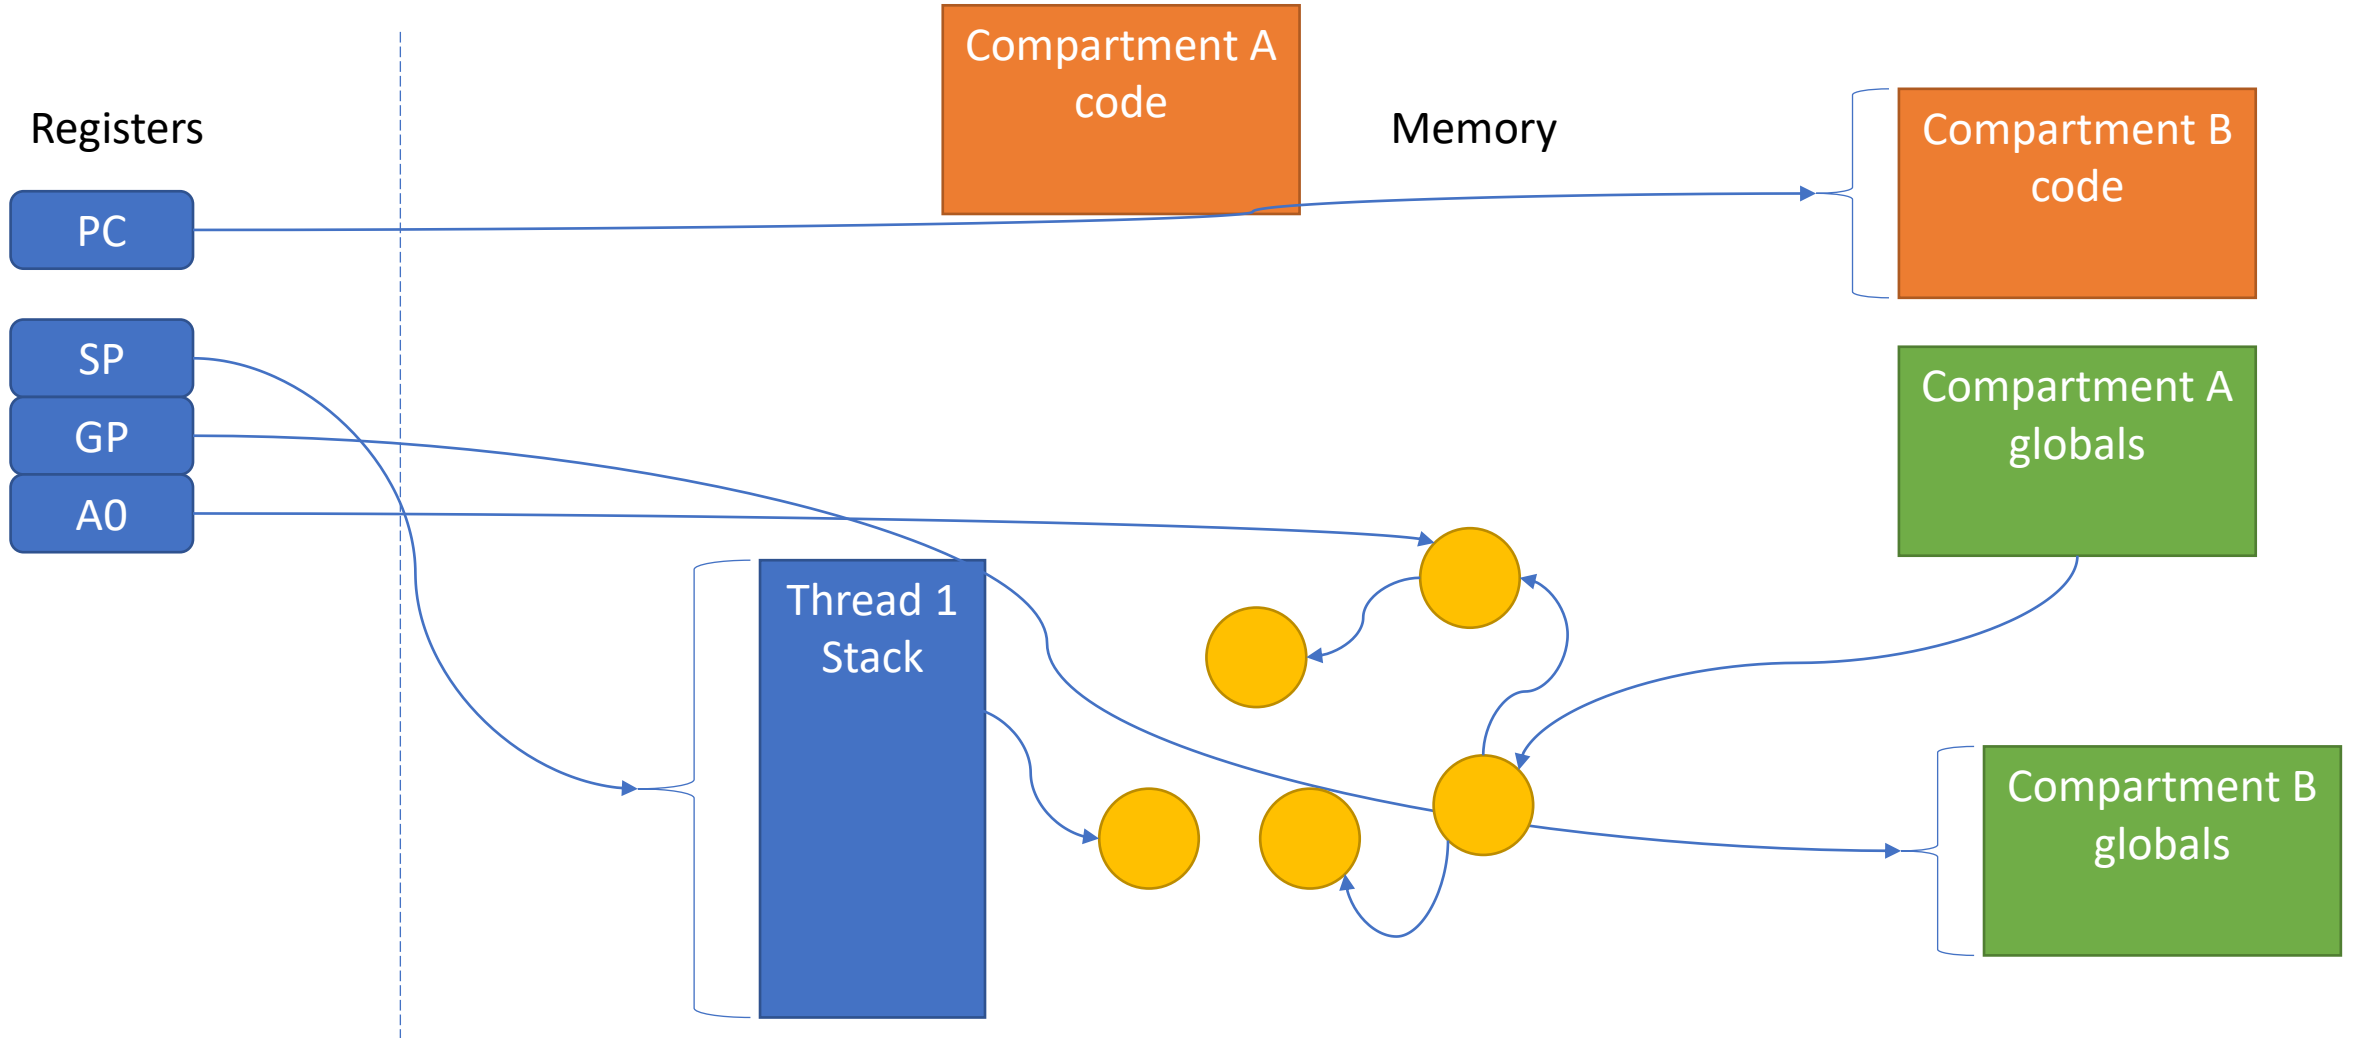 Registers
PC
SP
GP
A0
Compartment A
code
Memory
Compartment B
code
Compartment A
globals
Thread 1
Stack
Compartment B
globals